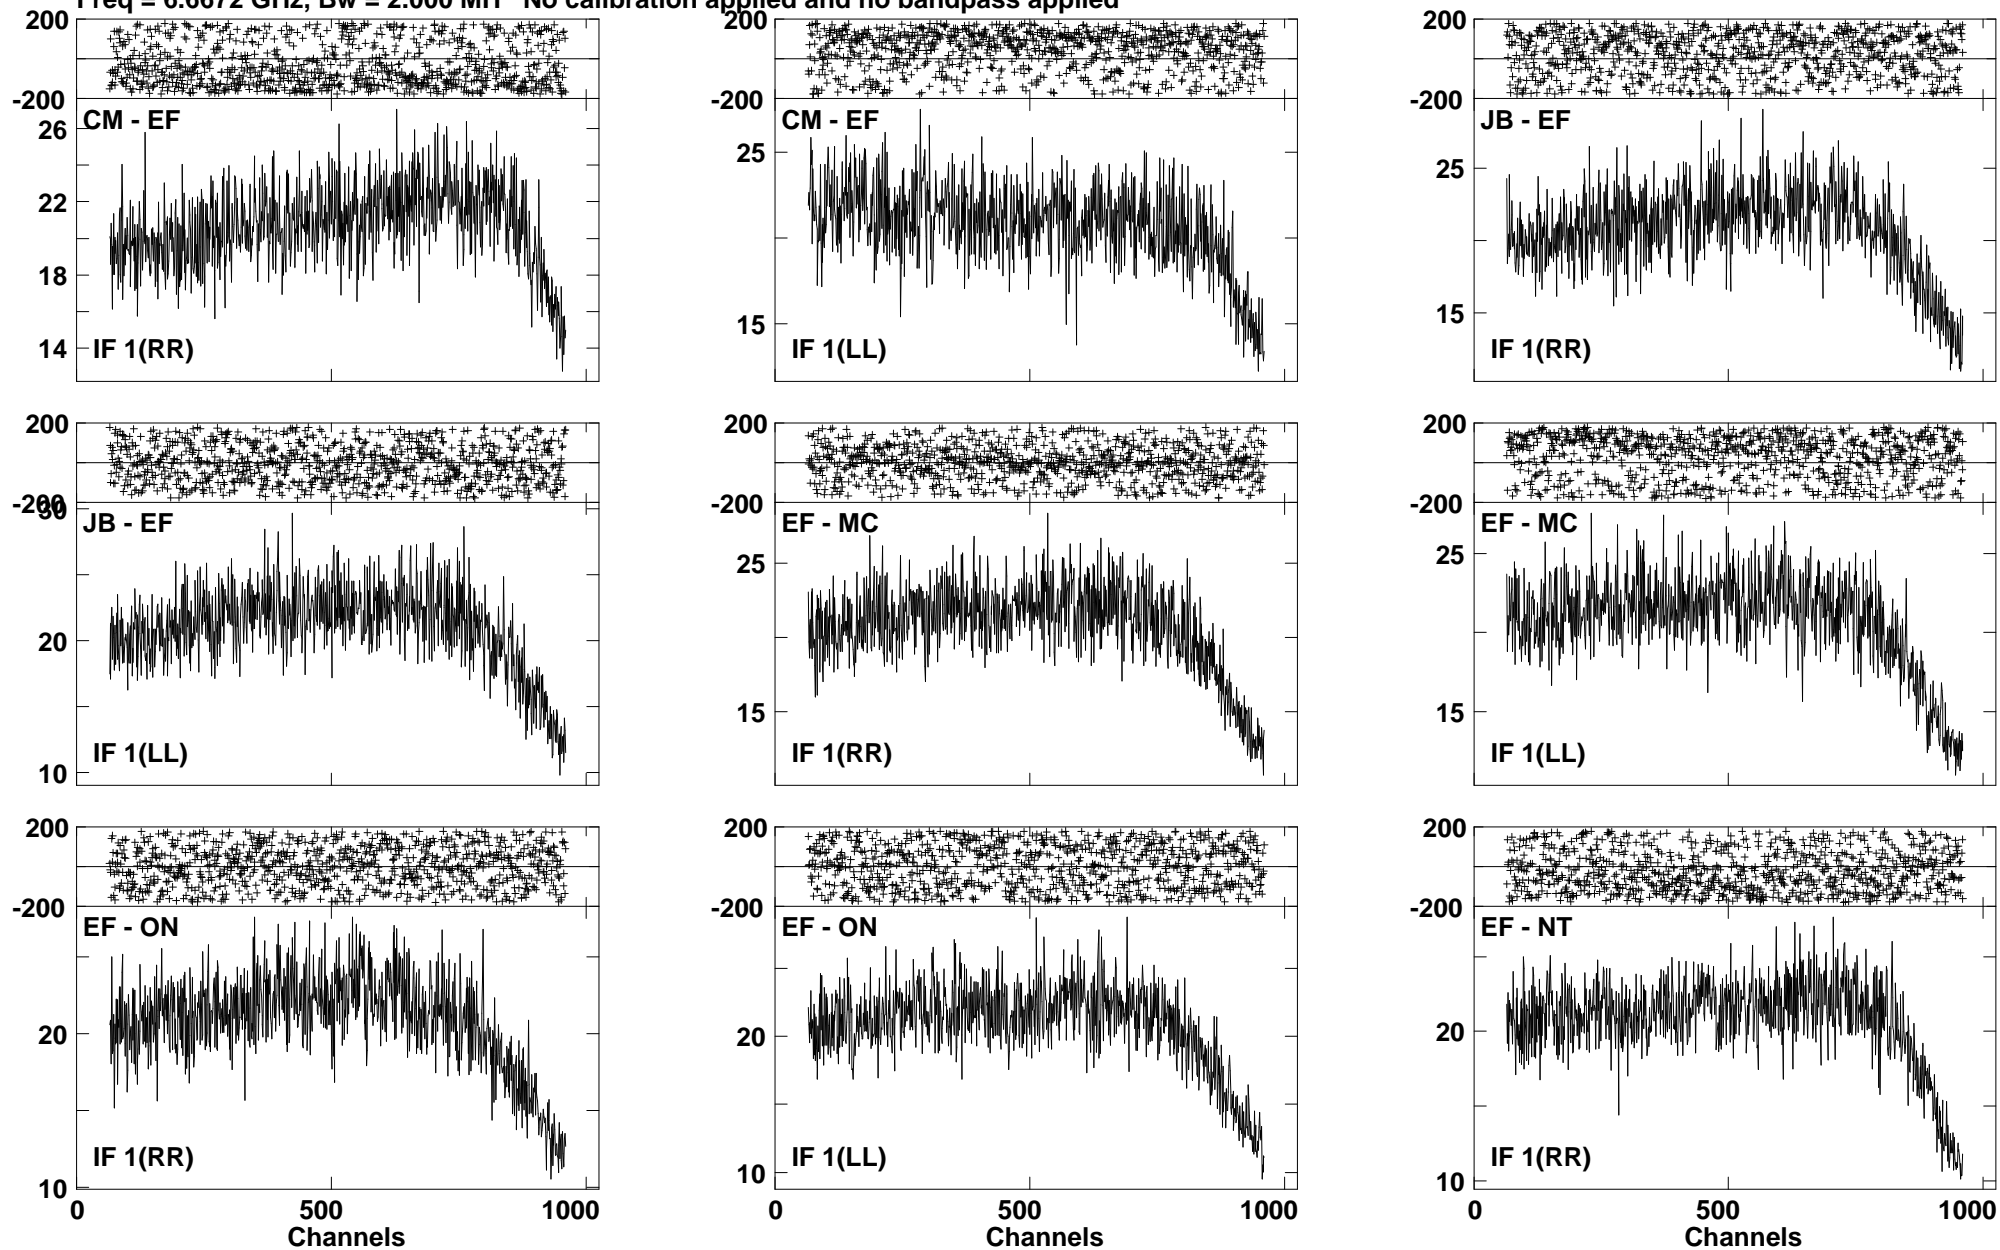 Freq = 6.6672 GHz, Bw = 2.000 MH No calibration applied and no bandpass applied
200
-200
CM - EF
26
22
18
14
IF 1(RR)
200
-200
CM - EF
25
15
IF 1(LL)
200
-200
JB - EF
25
15
IF 1(RR)
200
-200
30
JB - EF
20
10
IF 1(LL)
200
-200
EF - MC
25
15
IF 1(RR)
200
-200
EF - MC
25
15
IF 1(LL)
200
-200
EF - ON
20
10
IF 1(RR)
0 500 1000
Channels
200
-200
EF - ON
20
10
IF 1(LL)
0 500 1000
Channels
200
-200
EF - NT
20
10
IF 1(RR)
0 500 1000
Channels